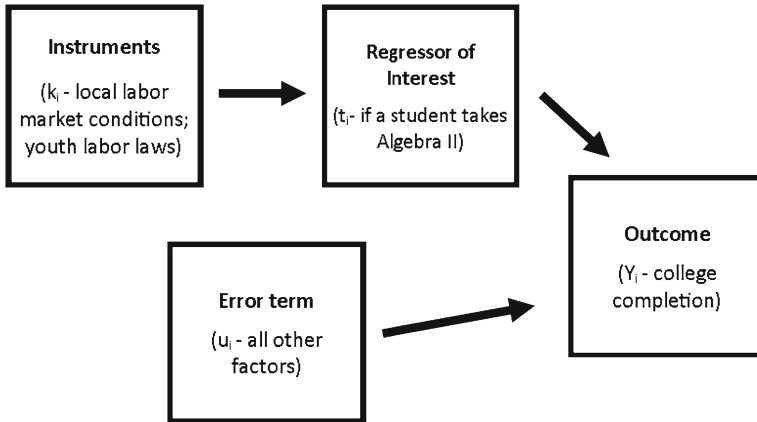 Instruments
(kᵢ - local labor
market conditions;
youth labor laws)
Regressor of
Interest
(tᵢ- if a student takes
Algebra II)
Error term
(uᵢ - all other
factors)
Outcome
(Yᵢ - college
completion)